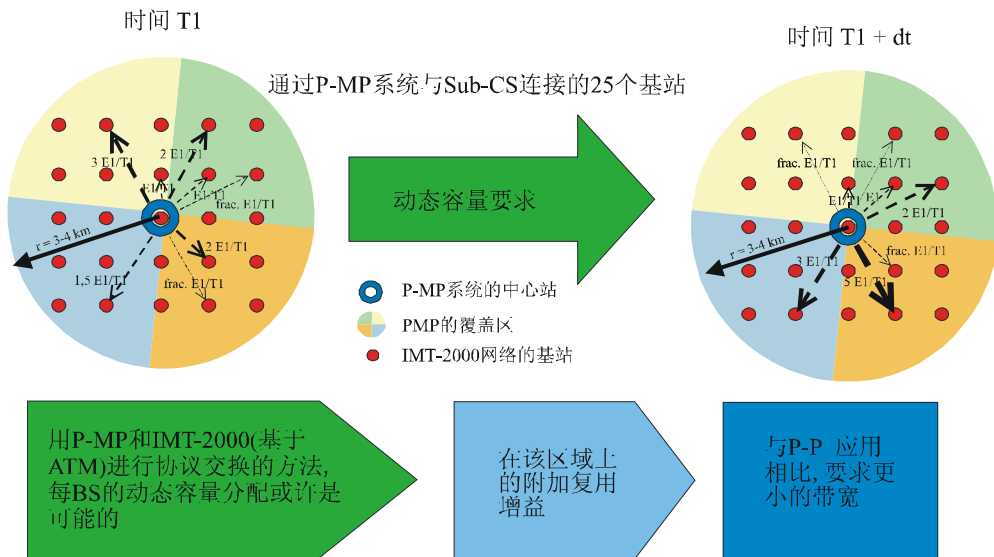 时间 T1
时间 T1 + dt
通过P-MP系统与Sub-CS连接的25个基站
3 E1/T1
2 E1/T1
E1/T1
E1/T1
frac. E1/T1
r = 3-4 km
2 E1/T1
1,5 E1/T1
frac. E1/T1
动态容量要求
frac. E1/T1
frac. E1/T1
E1/T1
2 E1/T1
r = 3-4 km
3 E1/T1
frac. E1/T1
5 E1/T1
P-MP系统的中心站
PMP的覆盖区
IMT-2000网络的基站
用P-MP和IMT-2000(基于
ATM)进行协议交换的方法,
每BS的动态容量分配或许是
可能的
在该区域上
的附加复用
增益
与P-P 应用
相比, 要求更
小的带宽